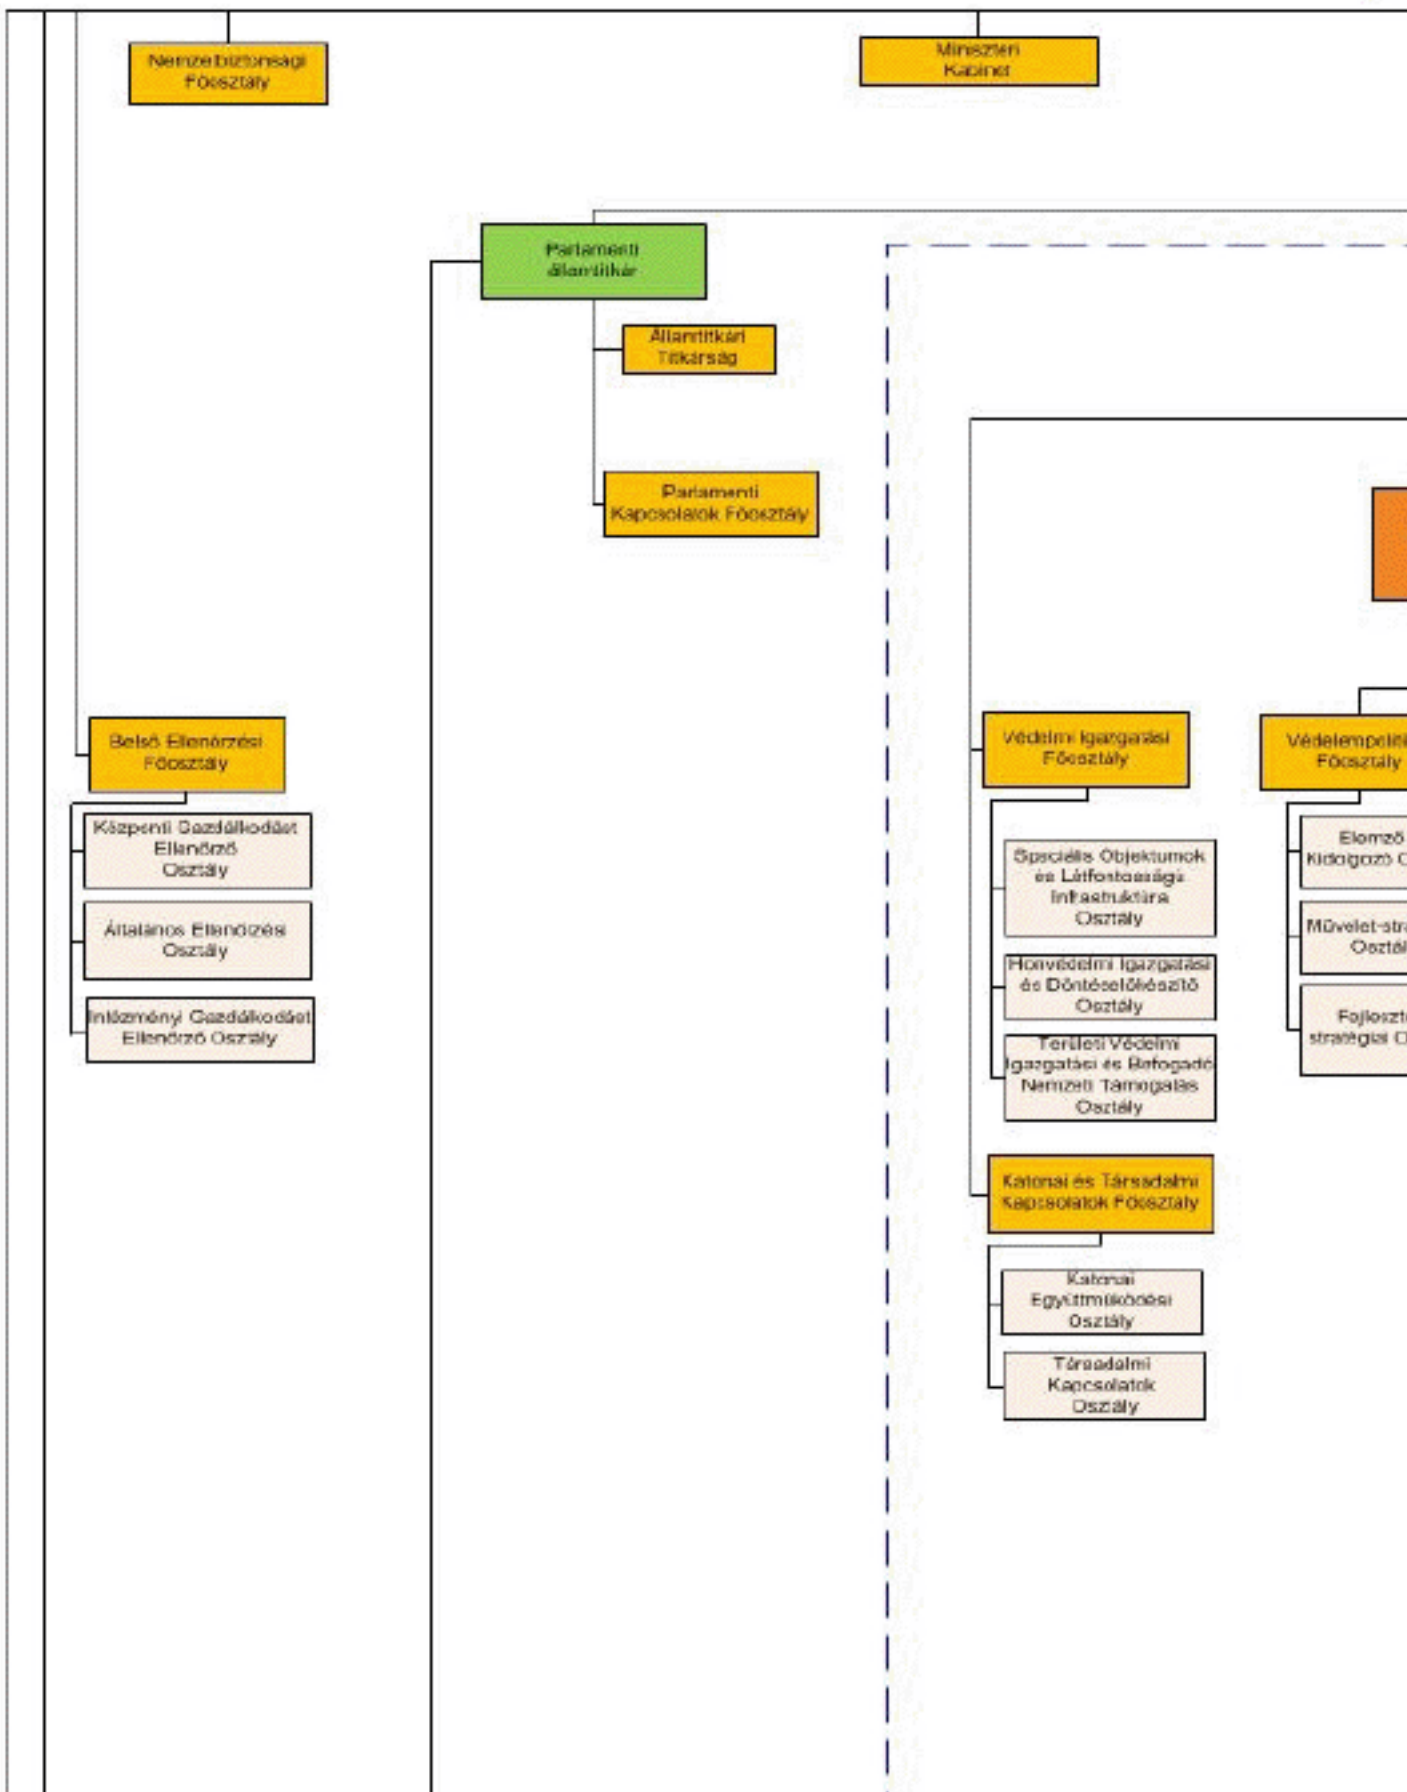 Nemzetbiztonsági
Főosztály
Miniszteri
Kabinet
Parlamenti
államtitkár
Államtitkári
Titkárság
Parlamenti
Kapcsolatok Főosztály
Belső Ellenőrzési
Főosztály
Központi Gazdálkodást
Ellenőrző
Osztály
Általános Ellenőrzési
Osztály
Intézményi Gazdálkodást
Ellenőrző Osztály
Védelmi Igazgatási
Főosztály
Speciális Objektumok
és Létfontosságú
Infrastruktúra
Osztály
Honvédelmi Igazgatási
és Döntéselőkészítő
Osztály
Területi Védelmi
Igazgatási és Befogadó
Nemzeti Támogatás
Osztály
Katonai és Társadalmi
Kapcsolatok Főosztály
Katonai
Együttműködési
Osztály
Társadalmi
Kapcsolatok
Osztály
Főosztály
Elemző
Kidolgozó